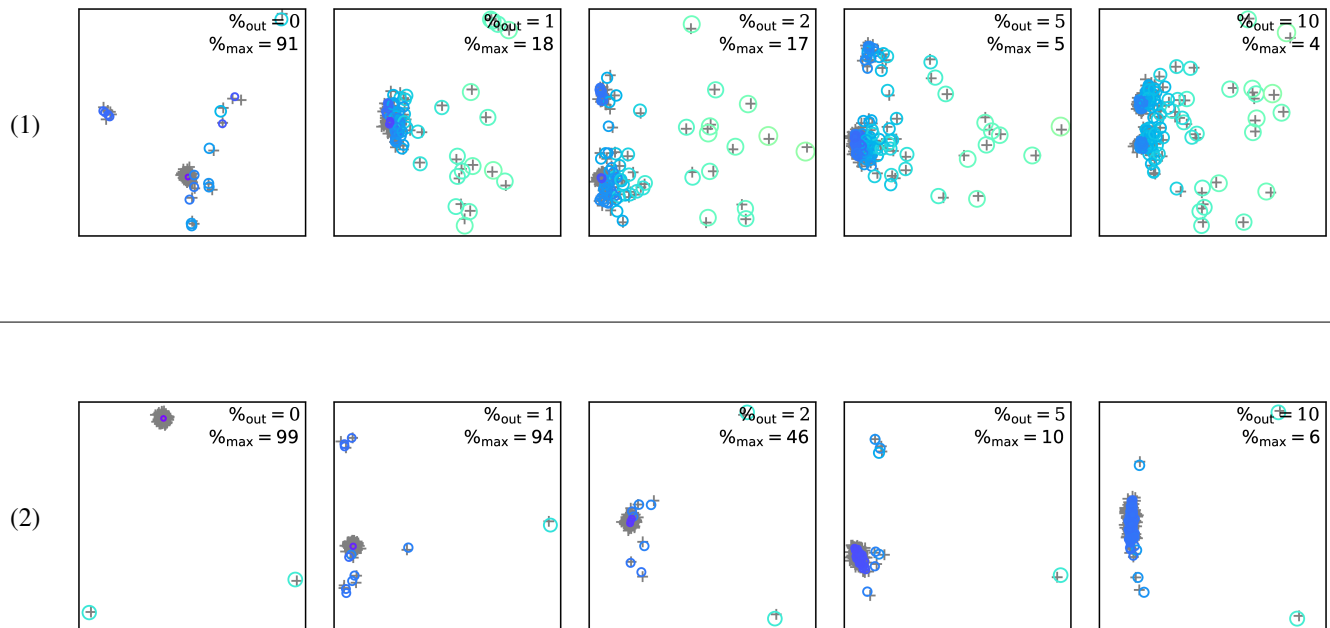 %out = 0
%max = 91
%out = 1
%max = 18
%out = 2
%max = 17
%out = 5
%max = 5
%out = 10
%max = 4
(1)
%out = 0
%max = 99
%out = 1
%max = 94
%out = 2
%max = 46
%out = 5
%max = 10
%out = 10
%max = 6
(2)